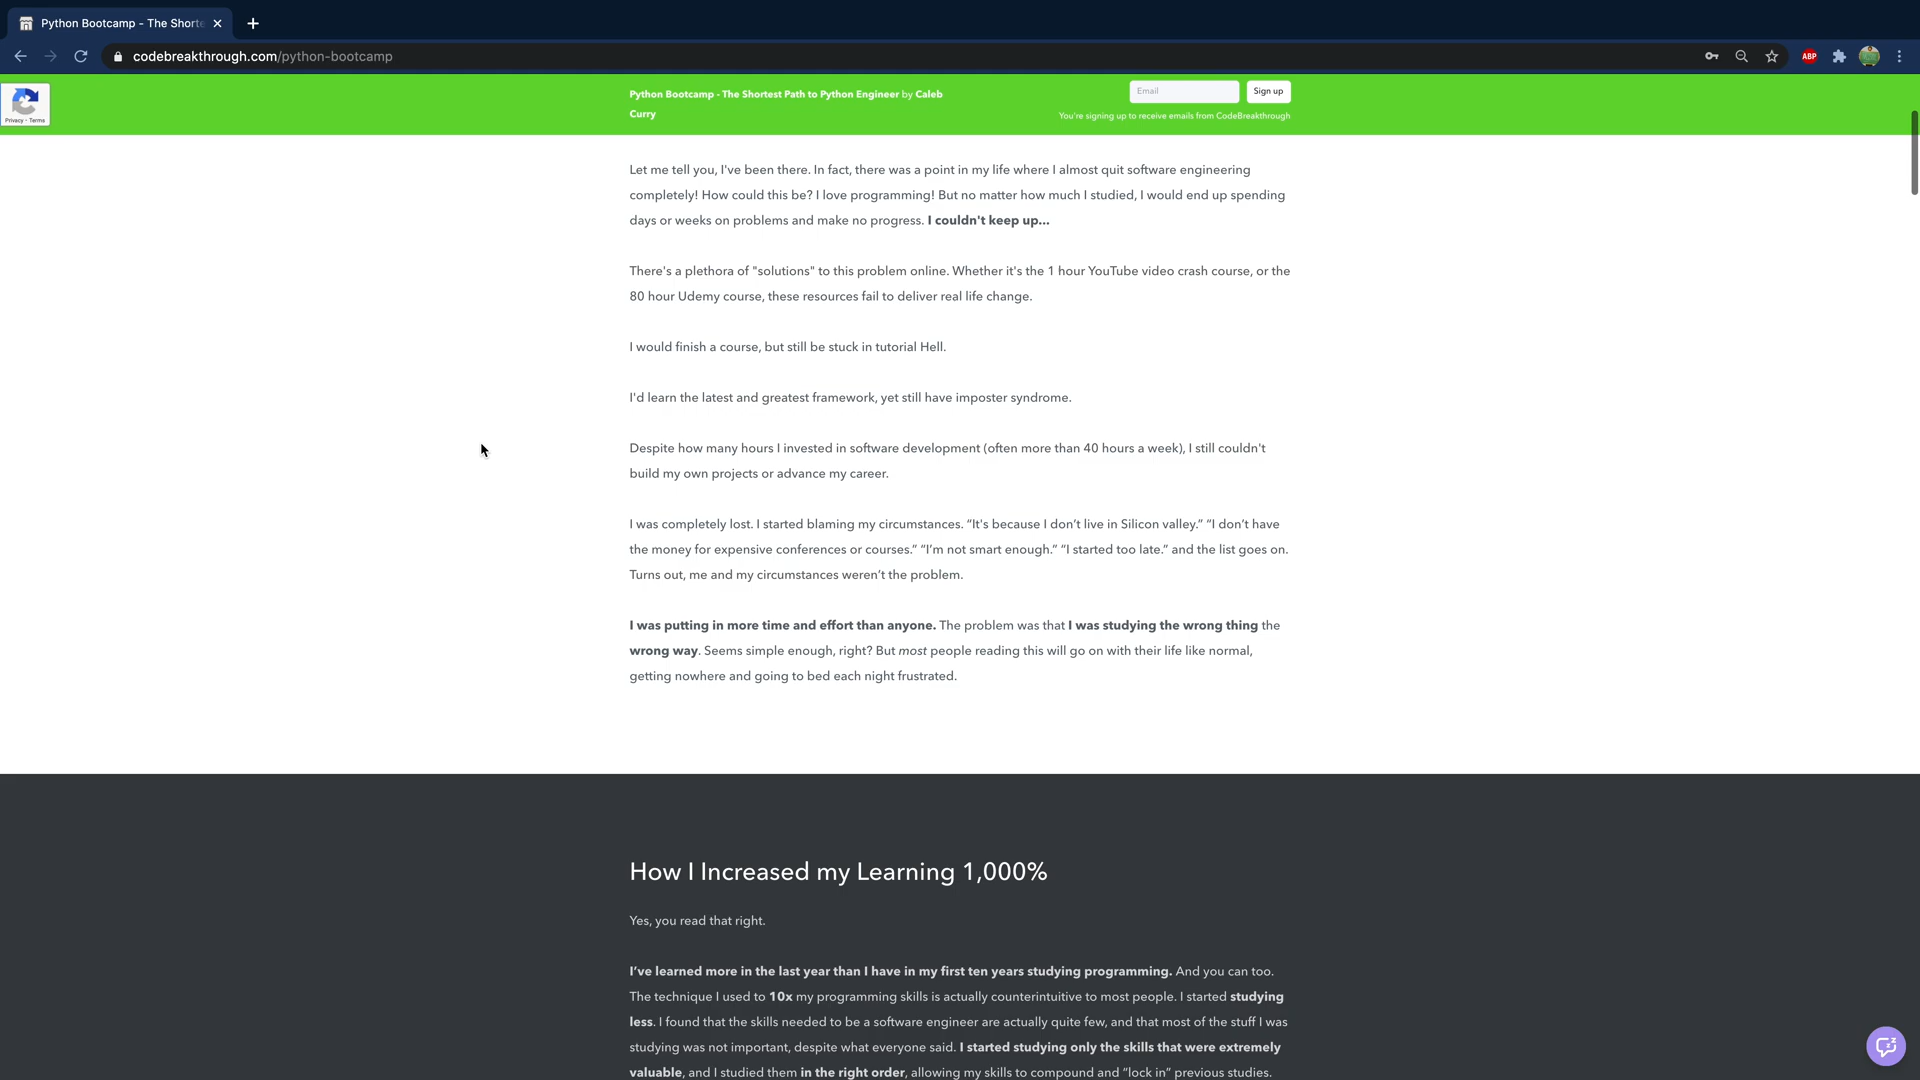 Python Bootcamp - The Shorte
codebreakthrough.com/python-bootcamp
ABP
Privacy - Terms
Python Bootcamp - The Shortest Path to Python Engineer by Caleb
Curry
Email
Sign up
You're signing up to receive emails from CodeBreakthrough
Let me tell you, I've been there. In fact, there was a point in my life where I almost quit software engineering
completely! How could this be? I love programming! But no matter how much I studied, I would end up spending
days or weeks on problems and make no progress. I couldn't keep up...
There's a plethora of "solutions" to this problem online. Whether it's the 1 hour YouTube video crash course, or the
80 hour Udemy course, these resources fail to deliver real life change.
I would finish a course, but still be stuck in tutorial Hell.
I'd learn the latest and greatest framework, yet still have imposter syndrome.
Despite how many hours I invested in software development (often more than 40 hours a week), I still couldn't
build my own projects or advance my career.
I was completely lost. I started blaming my circumstances. “It's because I don’t live in Silicon valley.” “I don’t have
the money for expensive conferences or courses.” “I’m not smart enough.” “I started too late.” and the list goes on.
Turns out, me and my circumstances weren’t the problem.
I was putting in more time and effort than anyone. The problem was that I was studying the wrong thing the
wrong way. Seems simple enough, right? But most people reading this will go on with their life like normal,
getting nowhere and going to bed each night frustrated.
How I Increased my Learning 1,000%
Yes, you read that right.
I’ve learned more in the last year than I have in my first ten years studying programming. And you can too.
The technique I used to 10x my programming skills is actually counterintuitive to most people. I started studying
less. I found that the skills needed to be a software engineer are actually quite few, and that most of the stuff I was
studying was not important, despite what everyone said. I started studying only the skills that were extremely
valuable, and I studied them in the right order, allowing my skills to compound and “lock in” previous studies.